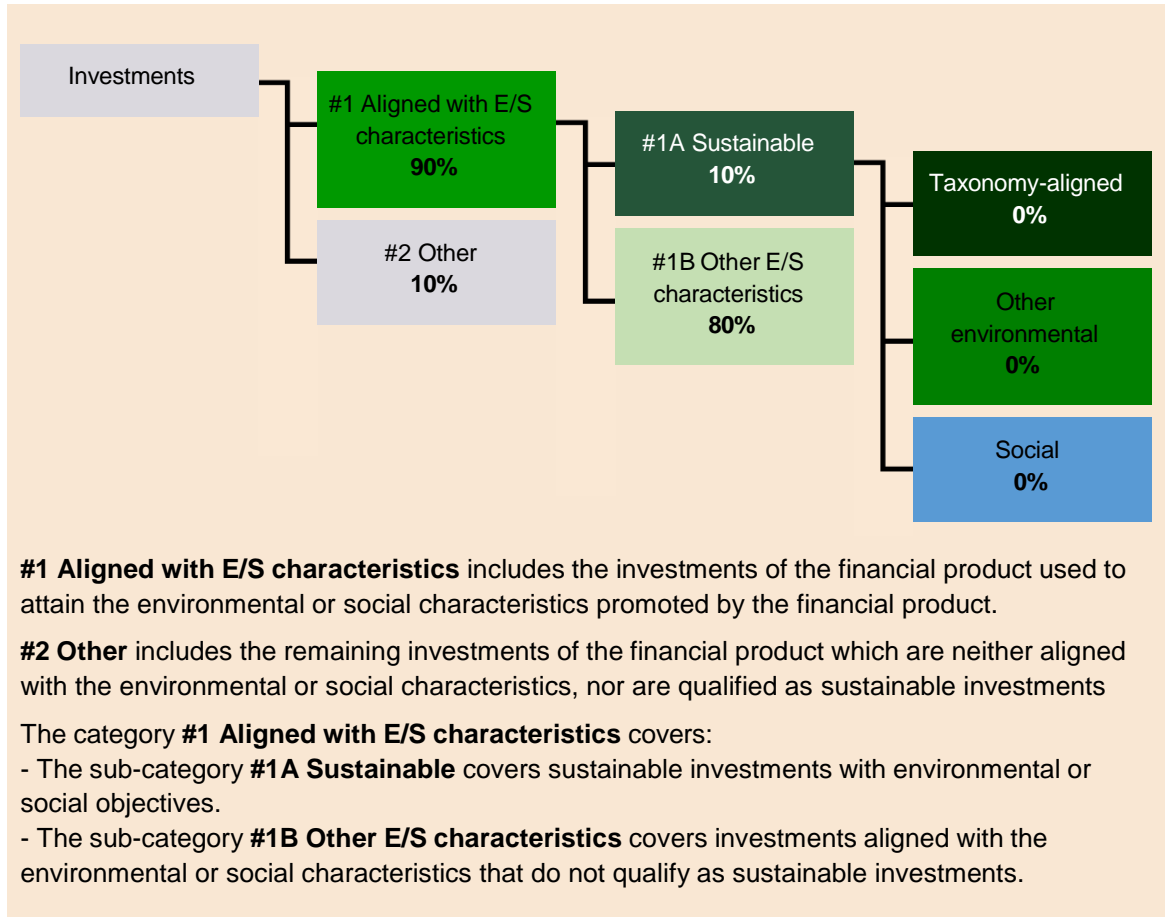 Investments
#1 Aligned with E/S
characteristics
90%
#2 Other
10%
#1A Sustainable
10%
#1B Other E/S
characteristics
80%
Taxonomy-aligned
0%
Other
environmental
0%
Social
0%
#1 Aligned with E/S characteristics includes the investments of the financial product used to
attain the environmental or social characteristics promoted by the financial product.
#2 Other includes the remaining investments of the financial product which are neither aligned
with the environmental or social characteristics, nor are qualified as sustainable investments
The category #1 Aligned with E/S characteristics covers:
- The sub-category #1A Sustainable covers sustainable investments with environmental or
social objectives.
- The sub-category #1B Other E/S characteristics covers investments aligned with the
environmental or social characteristics that do not qualify as sustainable investments.